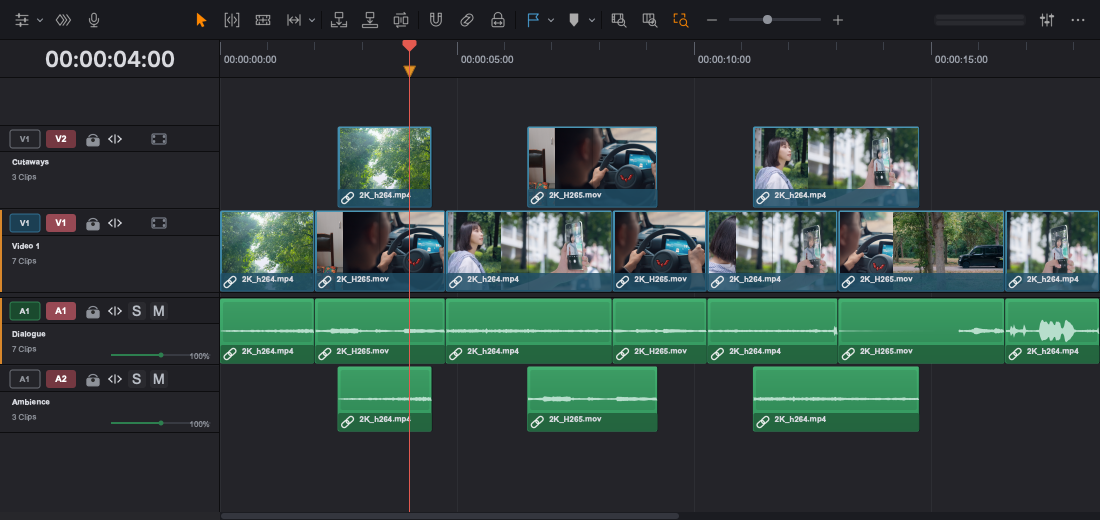 00:00:04:00
00:00:00:00 00:00:05:00 00:00:10:00 00:00:15:00
V1 V2
Cutaways
3 Clips
2K_h264.mp4 2K_H265.mov 2K_h264.mp4
V1 V1
Video 1
7 Clips
2K_h264.mp4 2K_H265.mov 2K_h264.mp4 2K_H265.mov 2K_h264.mp4 2K_H265.mov 2K_h264.mp4
A1 A1 S M
Dialogue
7 Clips
100%
2K_h264.mp4 2K_H265.mov 2K_h264.mp4 2K_H265.mov 2K_h264.mp4 2K_H265.mov 2K_h264.mp4
A1 A2 S M
Ambience
3 Clips
100%
2K_h264.mp4 2K_H265.mov 2K_h264.mp4